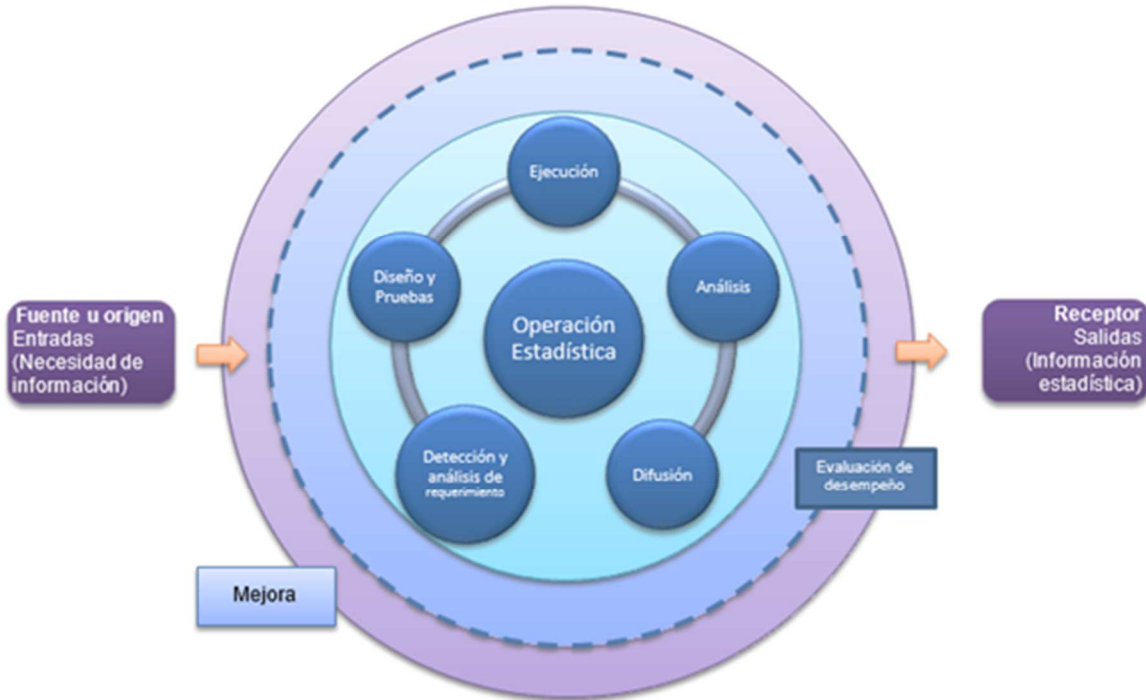 Ejecución
Diseño y
Pruebas
Análisis
Operación
Estadística
Fuente u origen
Entradas
(Necesidad de
información)
Receptor
Salidas
(Información
estadística)
Detección y
análisis de
requerimiento
Difusión
Evaluación de
desempeño
Mejora